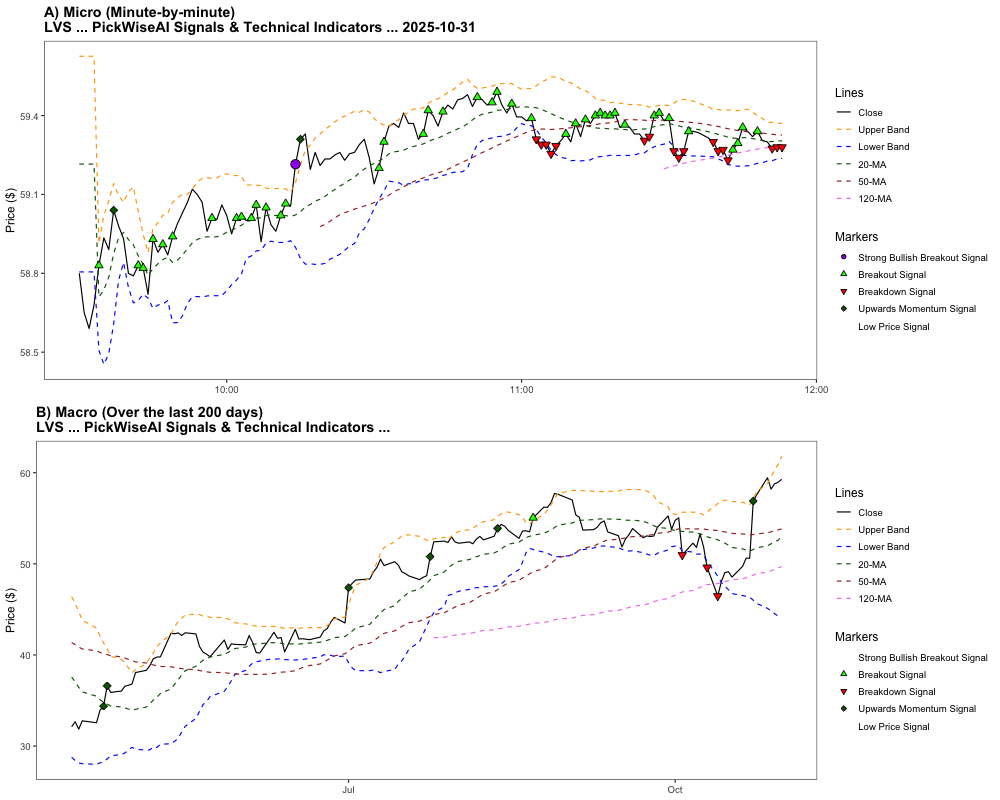 A) Micro (Minute-by-minute)
LVS ... PickWiseAI Signals & Technical Indicators ... 2025-10-31
Price ($)
59.4
59.1
58.8
58.5
10:00
11:00
12:00
Lines
Close
Upper Band
Lower Band
20-MA
50-MA
120-MA
Markers
Strong Bullish Breakout Signal
Breakout Signal
Breakdown Signal
Upwards Momentum Signal
Low Price Signal
B) Macro (Over the last 200 days)
LVS ... PickWiseAI Signals & Technical Indicators ...
Price ($)
60
50
40
30
Jul
Oct
Lines
Close
Upper Band
Lower Band
20-MA
50-MA
120-MA
Markers
Strong Bullish Breakout Signal
Breakout Signal
Breakdown Signal
Upwards Momentum Signal
Low Price Signal